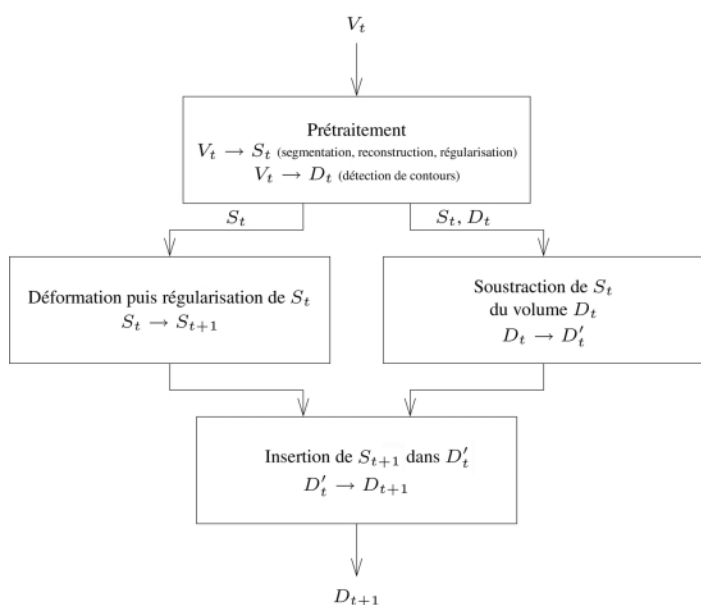 V_t
Prétraitement
V_t → S_t (segmentation, reconstruction, régularisation)
V_t → D_t (détection de contours)
S_t
S_t, D_t
Déformation puis régularisation de S_t
S_t → S_{t+1}
Soustraction de S_t
du volume D_t
D_t → D'_t
Insertion de S_{t+1} dans D'_t
D'_t → D_{t+1}
D_{t+1}